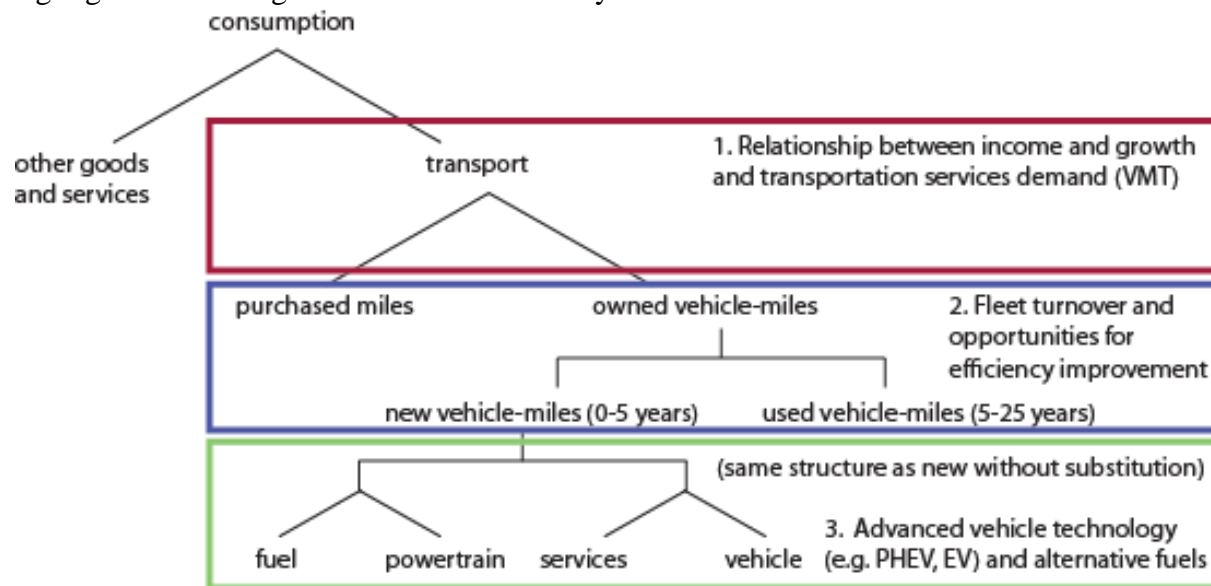 consumption
other goods
and services
transport
1. Relationship between income and growth
and transportation services demand (VMT)
purchased miles
owned vehicle-miles
2. Fleet turnover and
opportunities for
efficiency improvement
new vehicle-miles (0-5 years)
used vehicle-miles (5-25 years)
(same structure as new without substitution)
fuel
powertrain
services
vehicle
3. Advanced vehicle technology
(e.g. PHEV, EV) and alternative fuels